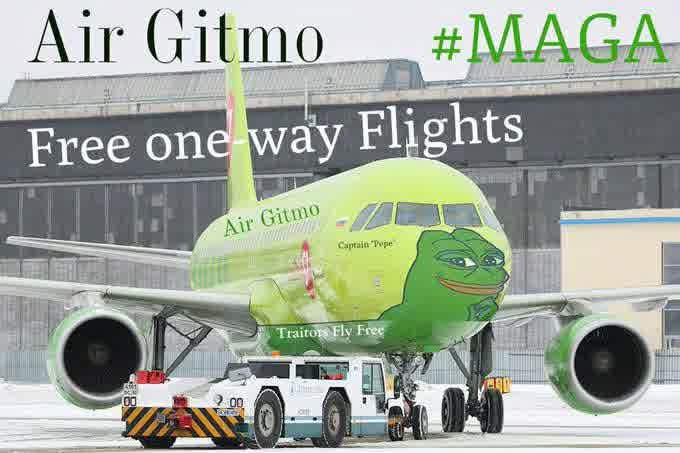 Air Gitmo
#MAGA
Free one-way Flights
Air Gitmo
Captain "Pepe"
Traitors Fly Free